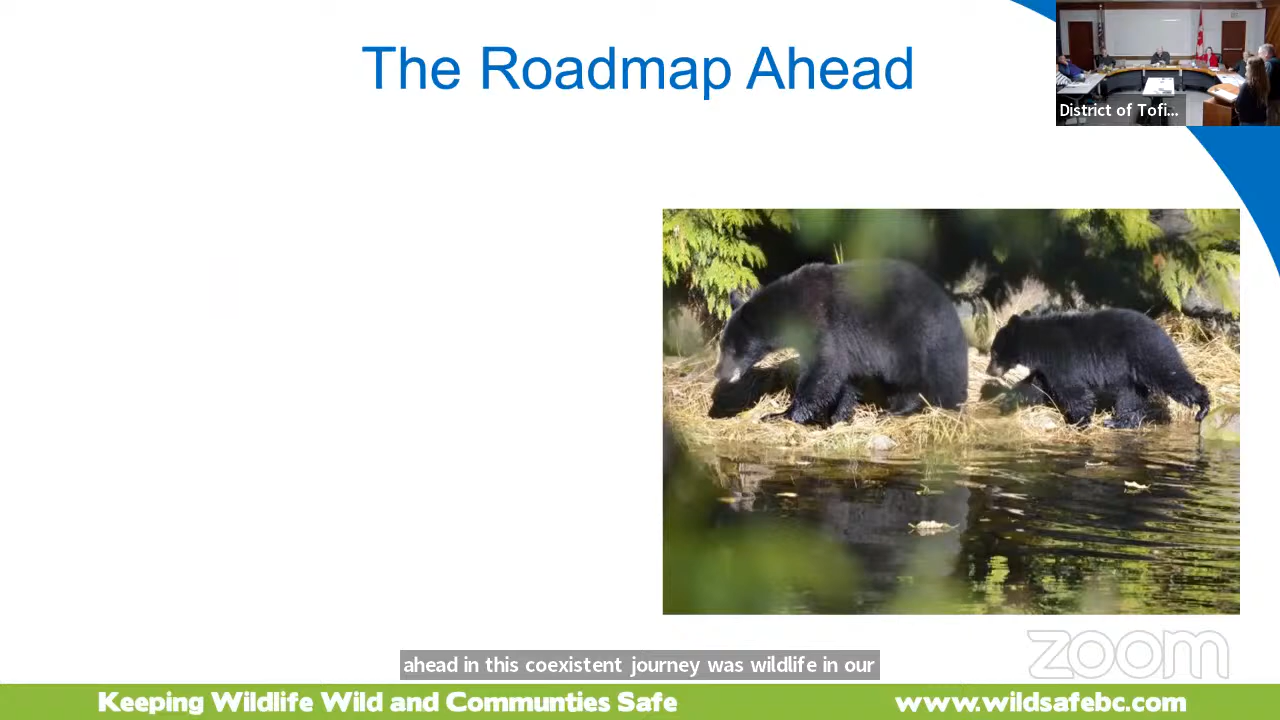 The Roadmap Ahead
District of Tofi...
zoom
ahead in this coexistent journey was wildlife in our
Keeping Wildlife Wild and Communties Safe
www.wildsafebc.com